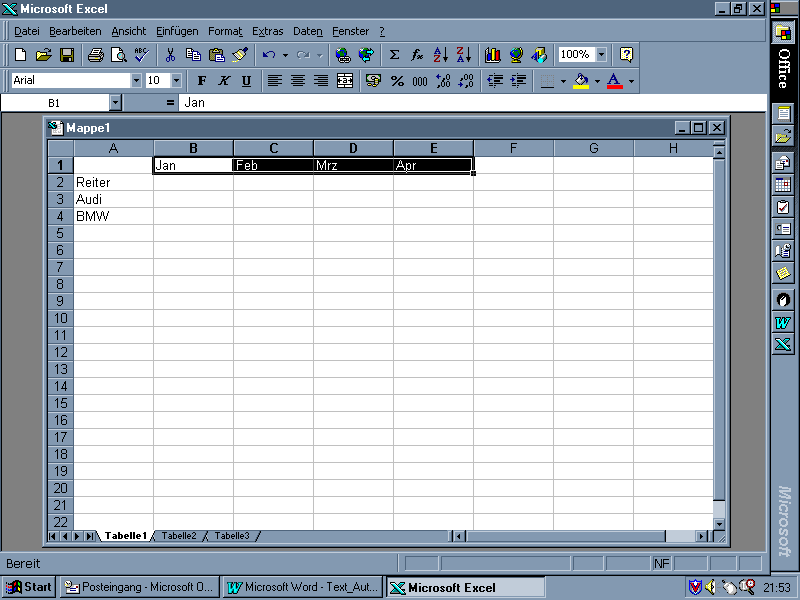 Microsoft Excel
Datei Bearbeiten Ansicht Einfügen Format Extras Daten Fenster ?
ABC Σ fx A Z Z A 100% ?
Arial 10 F K U % 000 A
B1 = Jan
Office
Mappe1
A B C D E F G H
1 Jan Feb Mrz Apr
2 Reiter
3 Audi
4 BMW
5
6
7
8
9
10
11
12
13
14
15
16
17
18
19
20
21
22
Tabelle1 Tabelle2 Tabelle3
Microsoft
Bereit NF
Start Posteingang - Microsoft O... Microsoft Word - Text_Aut... Microsoft Excel 21:53